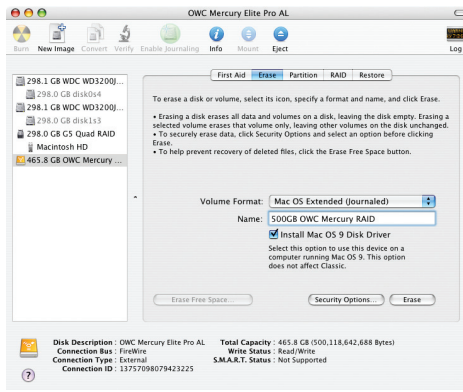 OWC Mercury Elite Pro AL
Burn New Image Convert Verify Enable Journaling Info Mount Eject Log
298.1 GB WDC WD3200J...
298.0 GB disk0s4
298.1 GB WDC WD3200J...
298.0 GB disk1s3
298.0 GB GS Quad RAID
Macintosh HD
465.8 GB OWC Mercury ...
First Aid Erase Partition RAID Restore
To erase a disk or volume, select its icon, specify a format and name, and click Erase.
• Erasing a disk erases all data and volumes on a disk, leaving the disk empty. Erasing a
selected volume erases that volume only, leaving other volumes on the disk unchanged.
• To securely erase data, click Security Options and select an option before clicking
Erase.
• To help prevent recovery of deleted files, click the Erase Free Space button.
Volume Format: Mac OS Extended (Journaled)
Name: 500GB OWC Mercury RAID
Install Mac OS 9 Disk Driver
Select this option to use this device on a
computer running Mac OS 9. This option
does not affect Classic.
Erase Free Space... Security Options... Erase
Disk Description : OWC Mercury Elite Pro AL Total Capacity : 465.8 GB (500,118,642,688 Bytes)
Connection Bus : FireWire Write Status : Read/Write
Connection Type : External S.M.A.R.T. Status : Not Supported
Connection ID : 13757098079423225
?